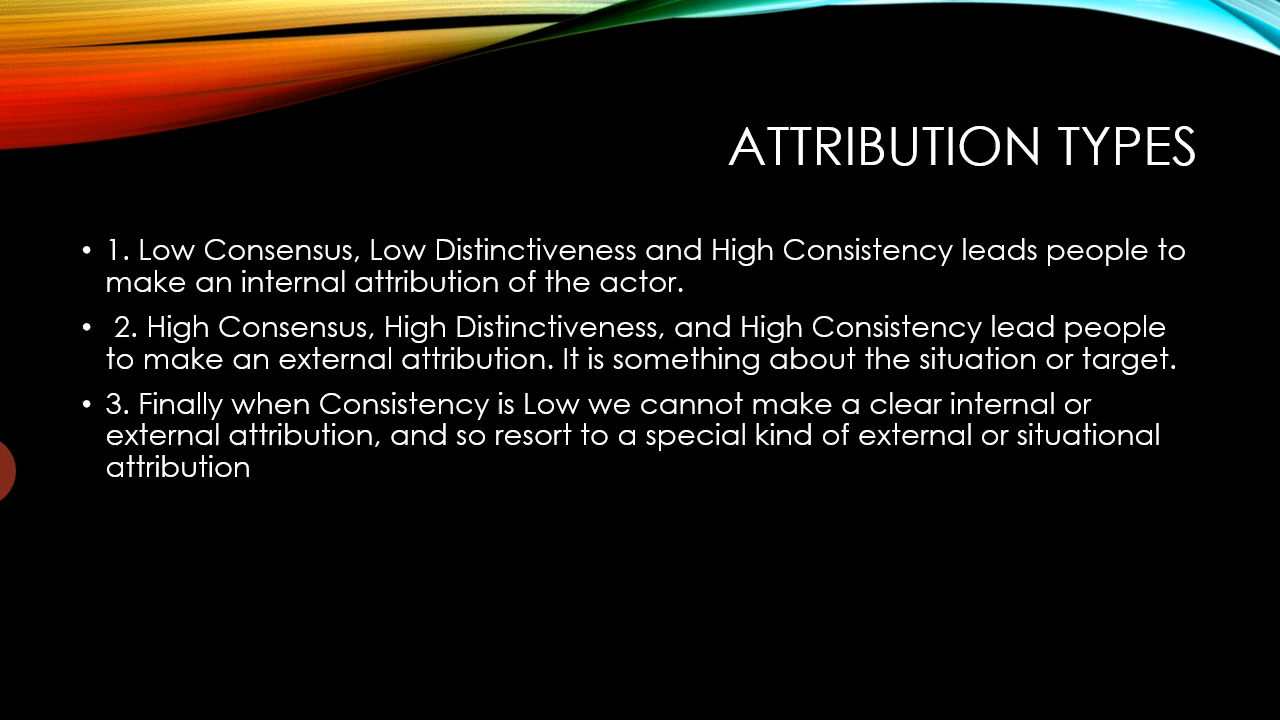 ATTRIBUTION TYPES
• 1. Low Consensus, Low Distinctiveness and High Consistency leads people to
make an internal attribution of the actor.
• 2. High Consensus, High Distinctiveness, and High Consistency lead people
to make an external attribution. It is something about the situation or target.
• 3. Finally when Consistency is Low we cannot make a clear internal or
external attribution, and so resort to a special kind of external or situational
attribution